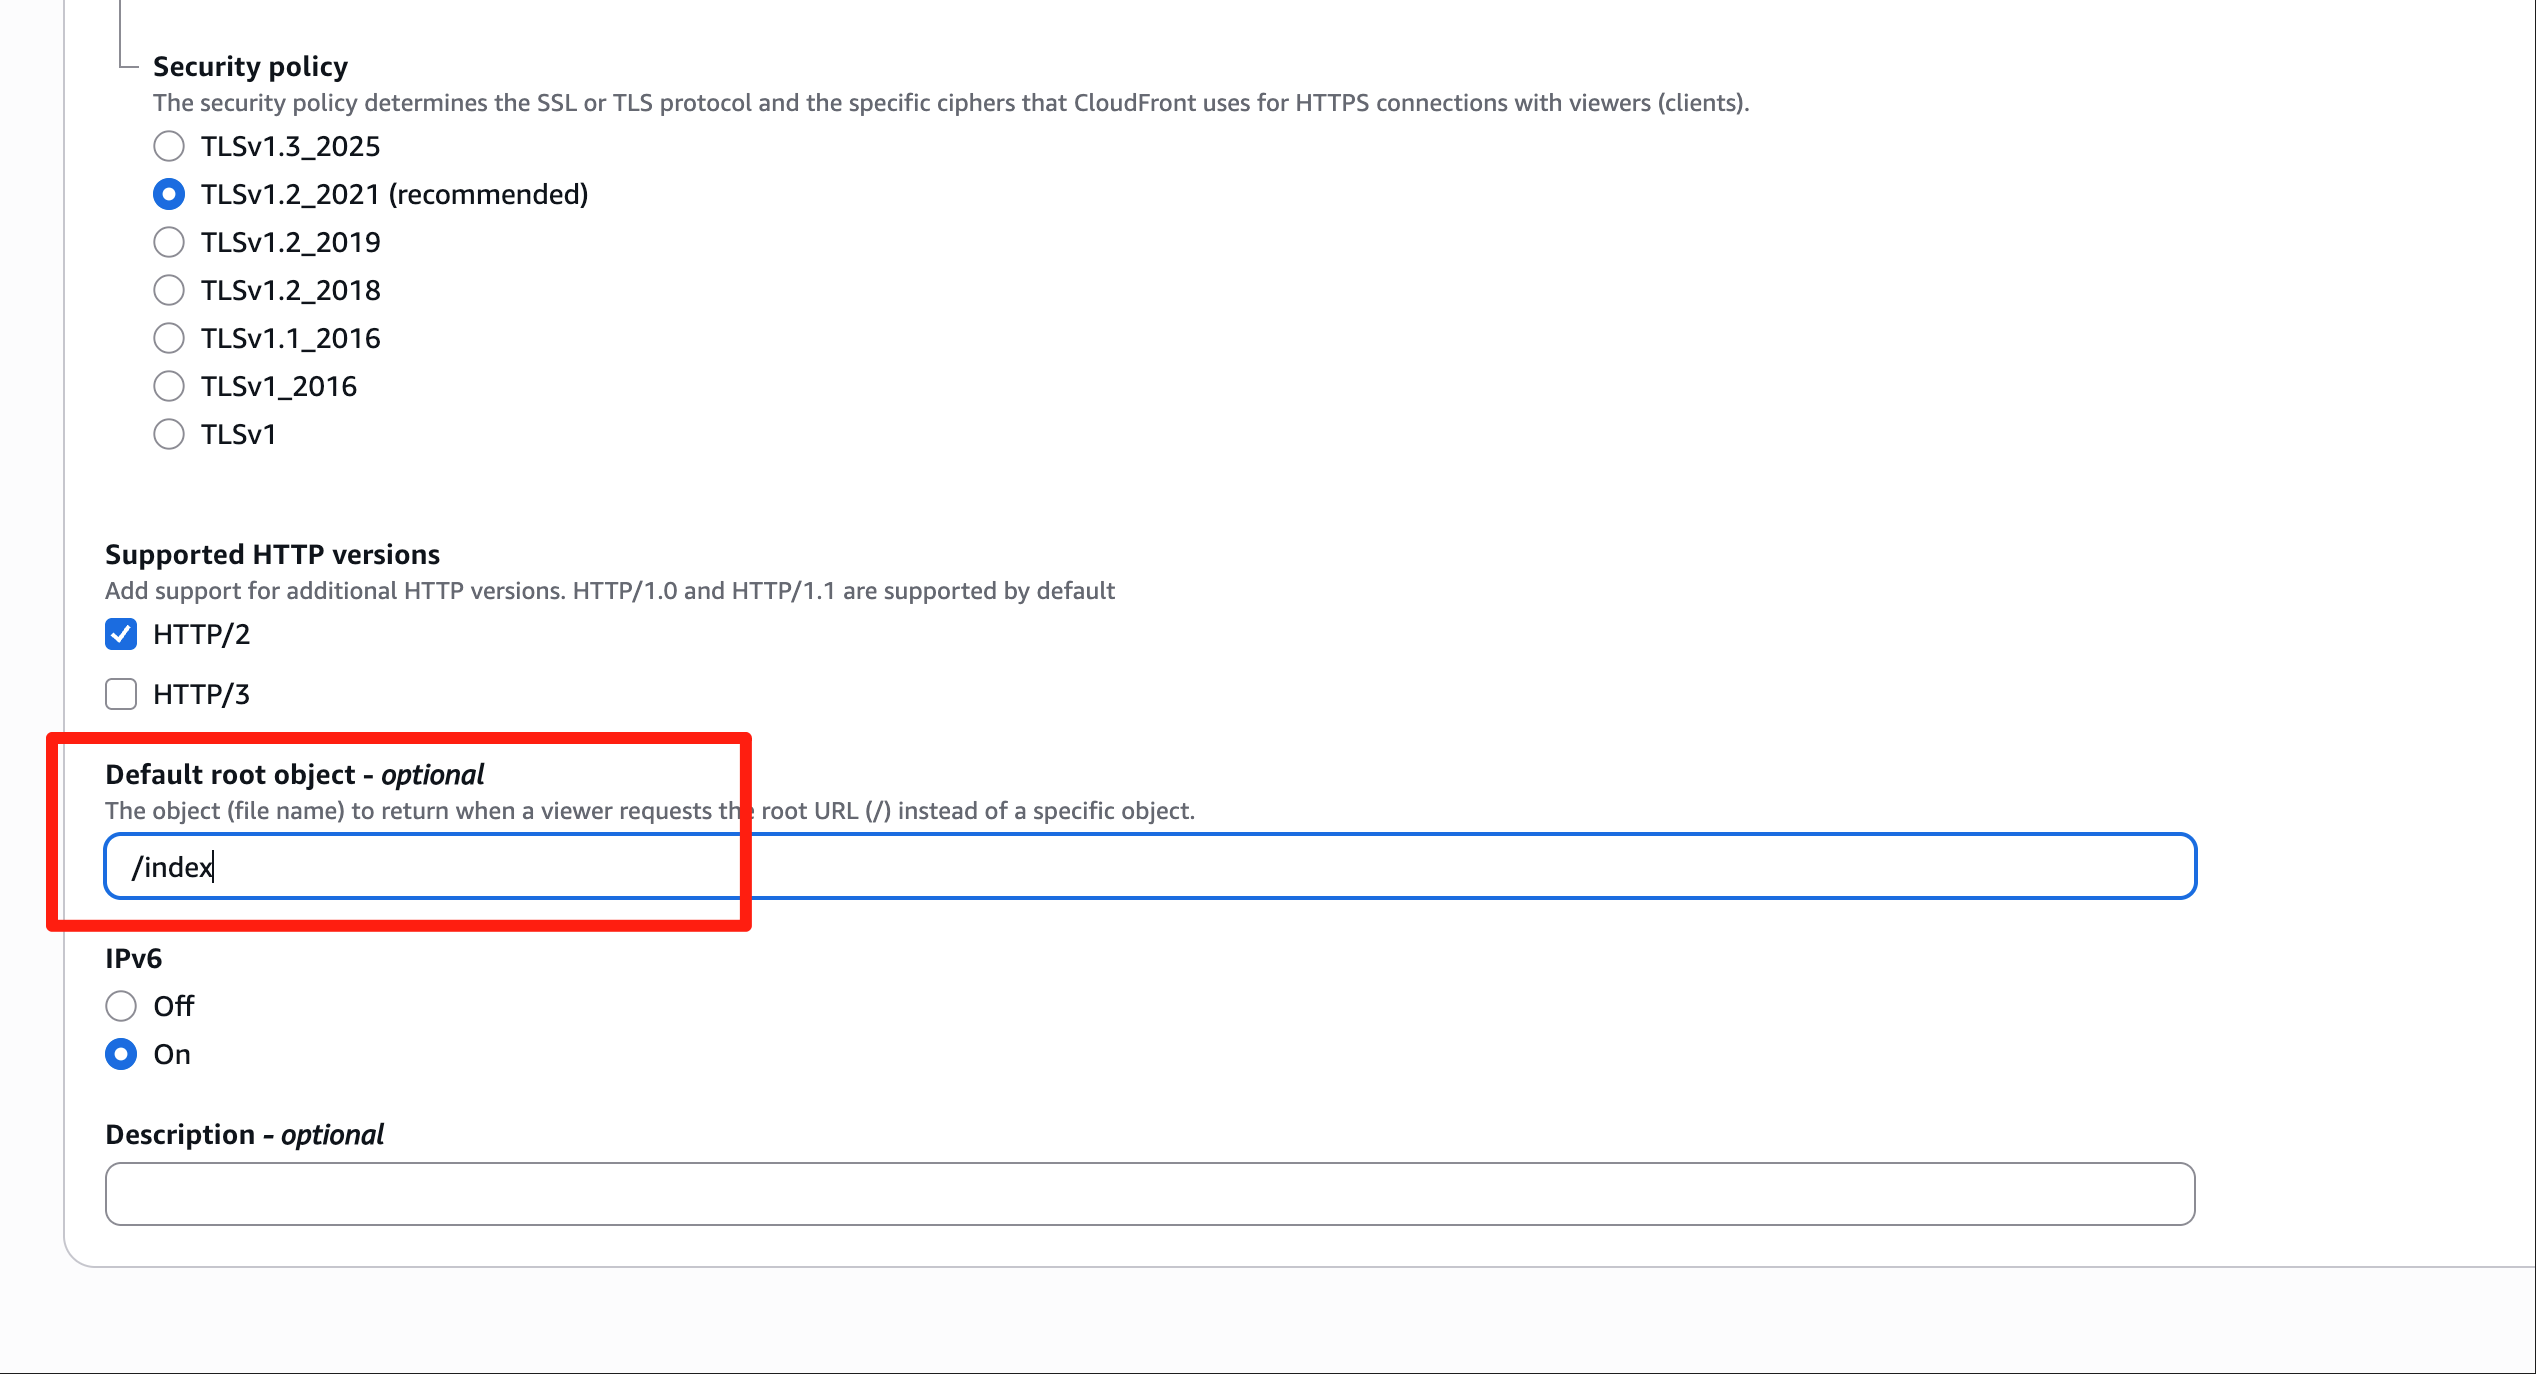 Security policy
The security policy determines the SSL or TLS protocol and the specific ciphers that CloudFront uses for HTTPS connections with viewers (clients).
TLSv1.3_2025
TLSv1.2_2021 (recommended)
TLSv1.2_2019
TLSv1.2_2018
TLSv1.1_2016
TLSv1_2016
TLSv1
Supported HTTP versions
Add support for additional HTTP versions. HTTP/1.0 and HTTP/1.1 are supported by default
HTTP/2
HTTP/3
Default root object - optional
The object (file name) to return when a viewer requests the root URL (/) instead of a specific object.
/index
IPv6
Off
On
Description - optional